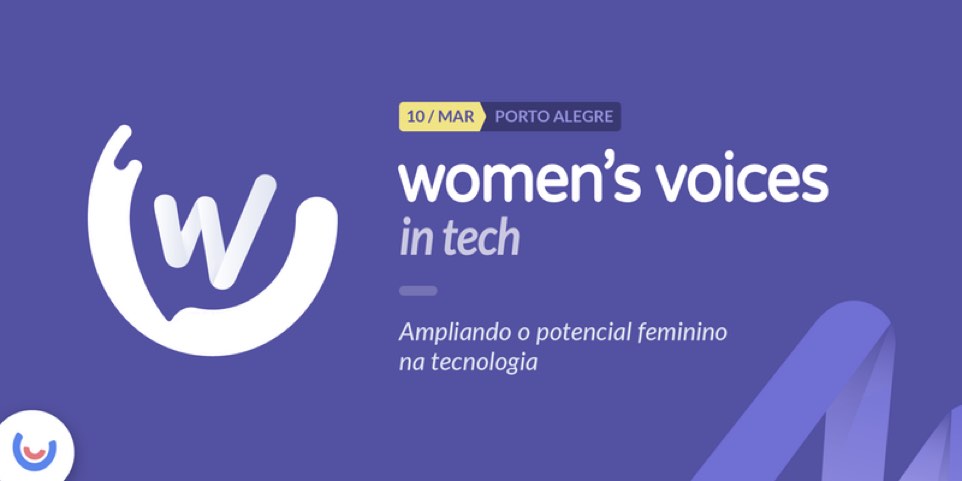 10 / MAR PORTO ALEGRE
women's voices
in tech
Ampliando o potencial feminino
na tecnologia